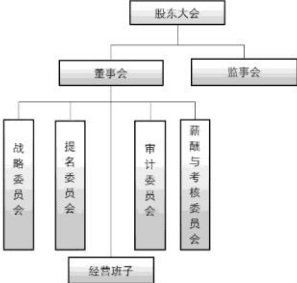 股东大会
董事会
监事会
战略委员会
提名委员会
审计委员会
薪酬与考核委员会
经营班子